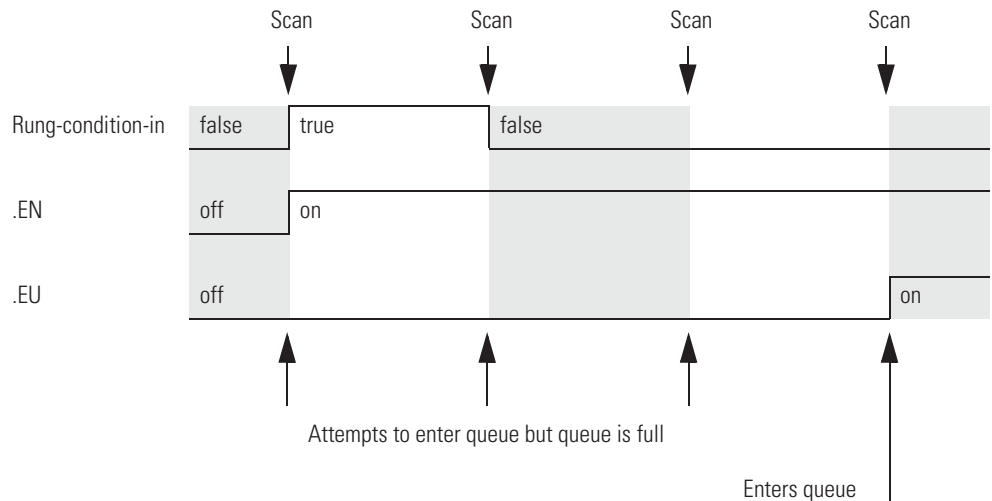 Scan Scan Scan Scan
Rung-condition-in false true false
.EN off on
.EU off on
Attempts to enter queue but queue is full
Enters queue